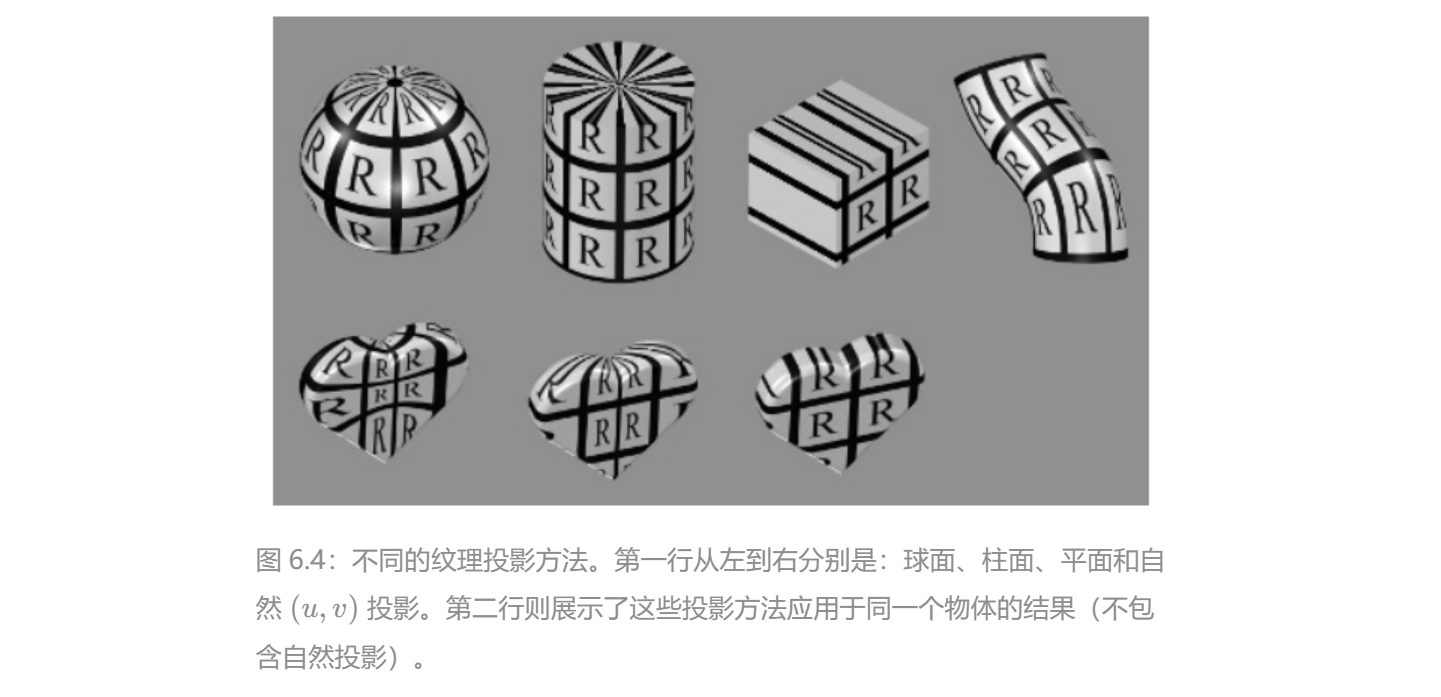 R R R R R R R R R R R R R R R R R R R R R R
R R R R R R R R R R R R R R R R R
图 6.4：不同的纹理投影方法。第一行从左到右分别是：球面、柱面、平面和自
然 (u, v) 投影。第二行则展示了这些投影方法应用于同一个物体的结果（不包
含自然投影）。